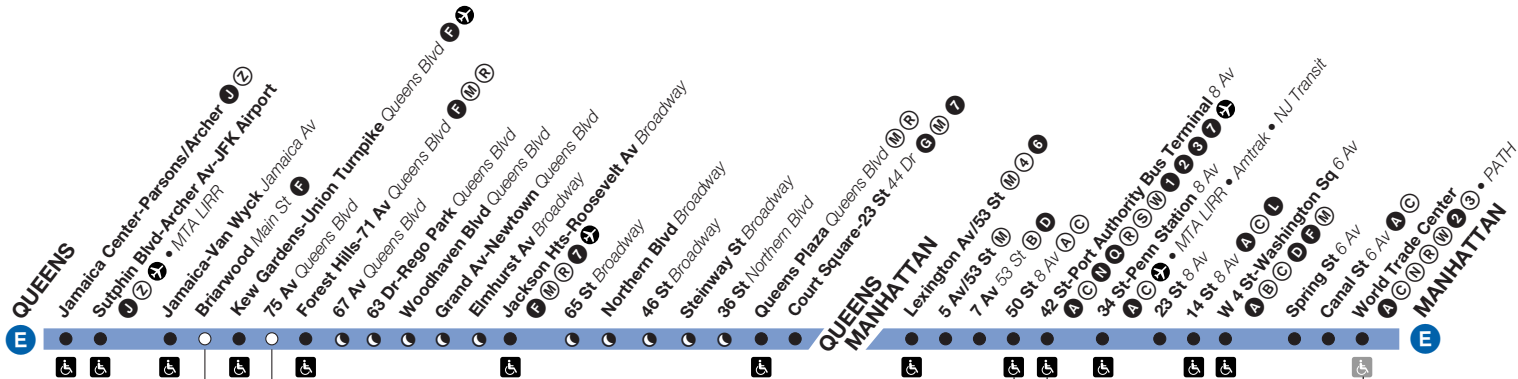 QUEENS
Jamaica Center-Parsons/Archer J Z
Sutphin Blvd-Archer Av-JFK Airport
J Z • MTA LIRR
Jamaica-Van Wyck Jamaica Av
Briarwood Main St F
Kew Gardens-Union Turnpike Queens Blvd F
75 Av Queens Blvd
Forest Hills-71 Av Queens Blvd F M R
67 Av Queens Blvd
63 Dr-Rego Park Queens Blvd
Woodhaven Blvd Queens Blvd
Grand Av-Newtown Queens Blvd
Elmhurst Av Broadway
Jackson Hts-Roosevelt Av Broadway
F M R 7
65 St Broadway
Northern Blvd Broadway
46 St Broadway
Steinway St Broadway
36 St Northern Blvd
Queens Plaza Queens Blvd M R
Court Square-23 St 44 Dr G M 7
QUEENS
MANHATTAN
Lexington Av/53 St M 4 6
5 Av/53 St M
7 Av 53 St B D
50 St 8 Av A C
42 St-Port Authority Bus Terminal 8 Av
A C N Q R S W 1 2 3 7
34 St-Penn Station 8 Av
A C • MTA LIRR • Amtrak • NJ Transit
23 St 8 Av
14 St 8 Av A C L
W 4 St-Washington Sq 6 Av
A B C D F M
Spring St 6 Av
Canal St 6 Av A C
World Trade Center
A C N R W 2 3 • PATH
MANHATTAN
E
E